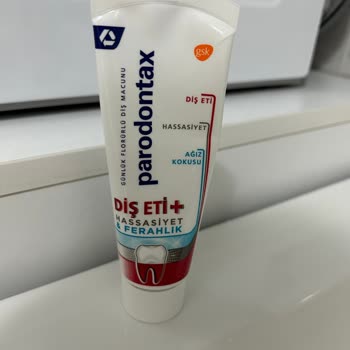 gsk
DİŞ ETİ
HASSASİYET
AĞIZ
KOKUSU
GÜNLÜK FLORÜRLÜ DİŞ MACUNU
parodontax
DİŞ ETİ+
HASSASİYET
& FERAHLIK